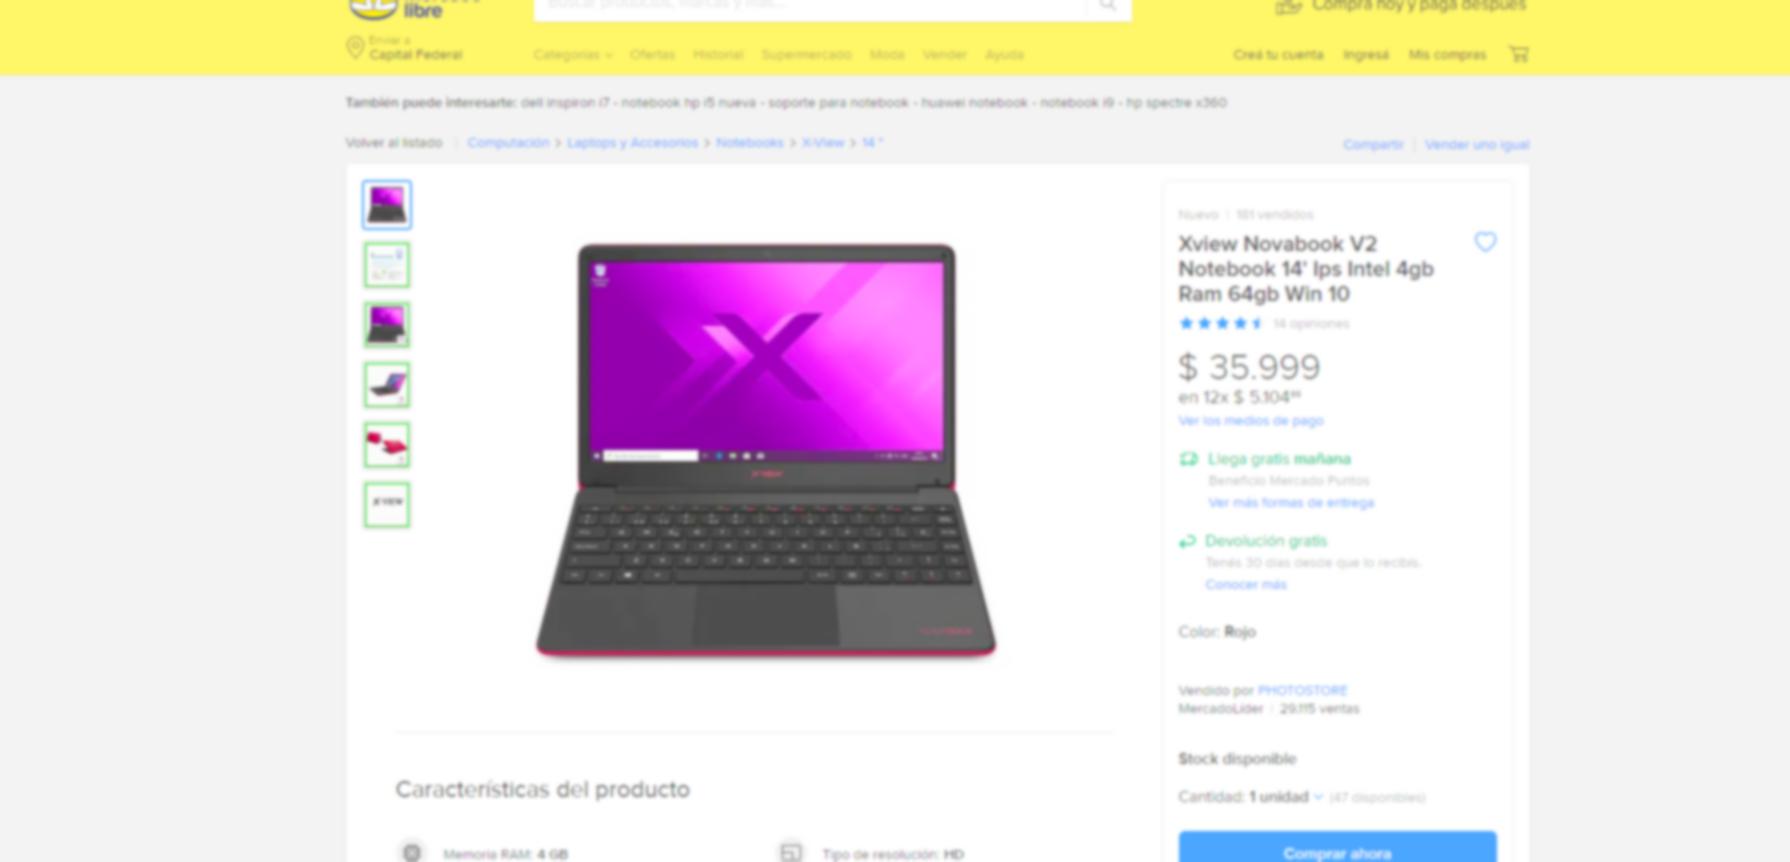 libre
Buscar productos, marcas y más...
Comprá hoy y pagá después
Enviar a
Capital Federal
Categorías Ofertas Historial Supermercado Moda Vender Ayuda
Creá tu cuenta Ingresá Mis compras
También puede interesarte: dell inspiron i7 - notebook hp i5 nueva - soporte para notebook - huawei notebook - notebook i9 - hp spectre x360
Volver al listado | Computación > Laptops y Accesorios > Notebooks > X-View > 14 "
Compartir | Vender uno igual
Nuevo | 181 vendidos
Xview Novabook V2
Notebook 14' Ips Intel 4gb
Ram 64gb Win 10
14 opiniones
$ 35.999
en 12x $ 5.104
Ver los medios de pago
Llega gratis mañana
Beneficio Mercado Puntos
Ver más formas de entrega
Devolución gratis
Tenés 30 días desde que lo recibís.
Conocer más
Color: Rojo
Vendido por PHOTOSTORE
MercadoLíder | 29.115 ventas
Stock disponible
Cantidad: 1 unidad (47 disponibles)
Comprar ahora
X-VIEW
Características del producto
Memoria RAM: 4 GB
Tipo de resolución: HD